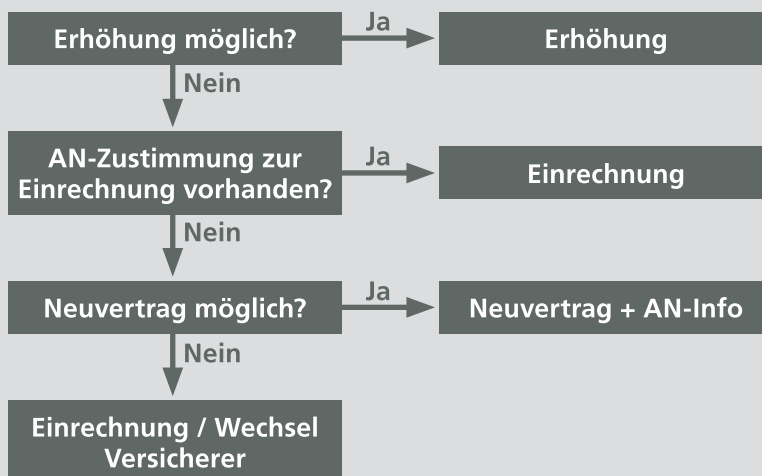 Erhöhung möglich?
Ja
Erhöhung
Nein
AN-Zustimmung zur
Einrechnung vorhanden?
Ja
Einrechnung
Nein
Neuvertrag möglich?
Ja
Neuvertrag + AN-Info
Nein
Einrechnung / Wechsel
Versicherer